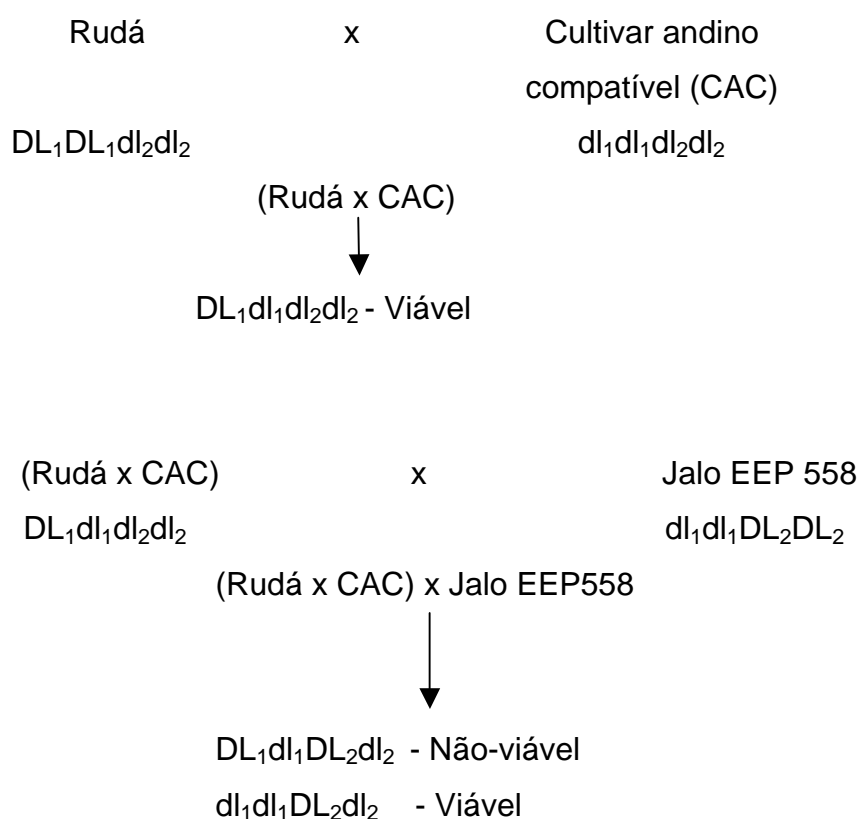 Rudá x Cultivar andino
compatível (CAC)
DL₁DL₁dl₂dl₂ dl₁dl₁dl₂dl₂
(Rudá x CAC)
DL₁dl₁dl₂dl₂ - Viável
(Rudá x CAC) x Jalo EEP 558
DL₁dl₁dl₂dl₂ dl₁dl₁DL₂DL₂
(Rudá x CAC) x Jalo EEP558
DL₁dl₁DL₂dl₂ - Não-viável
dl₁dl₁DL₂dl₂ - Viável